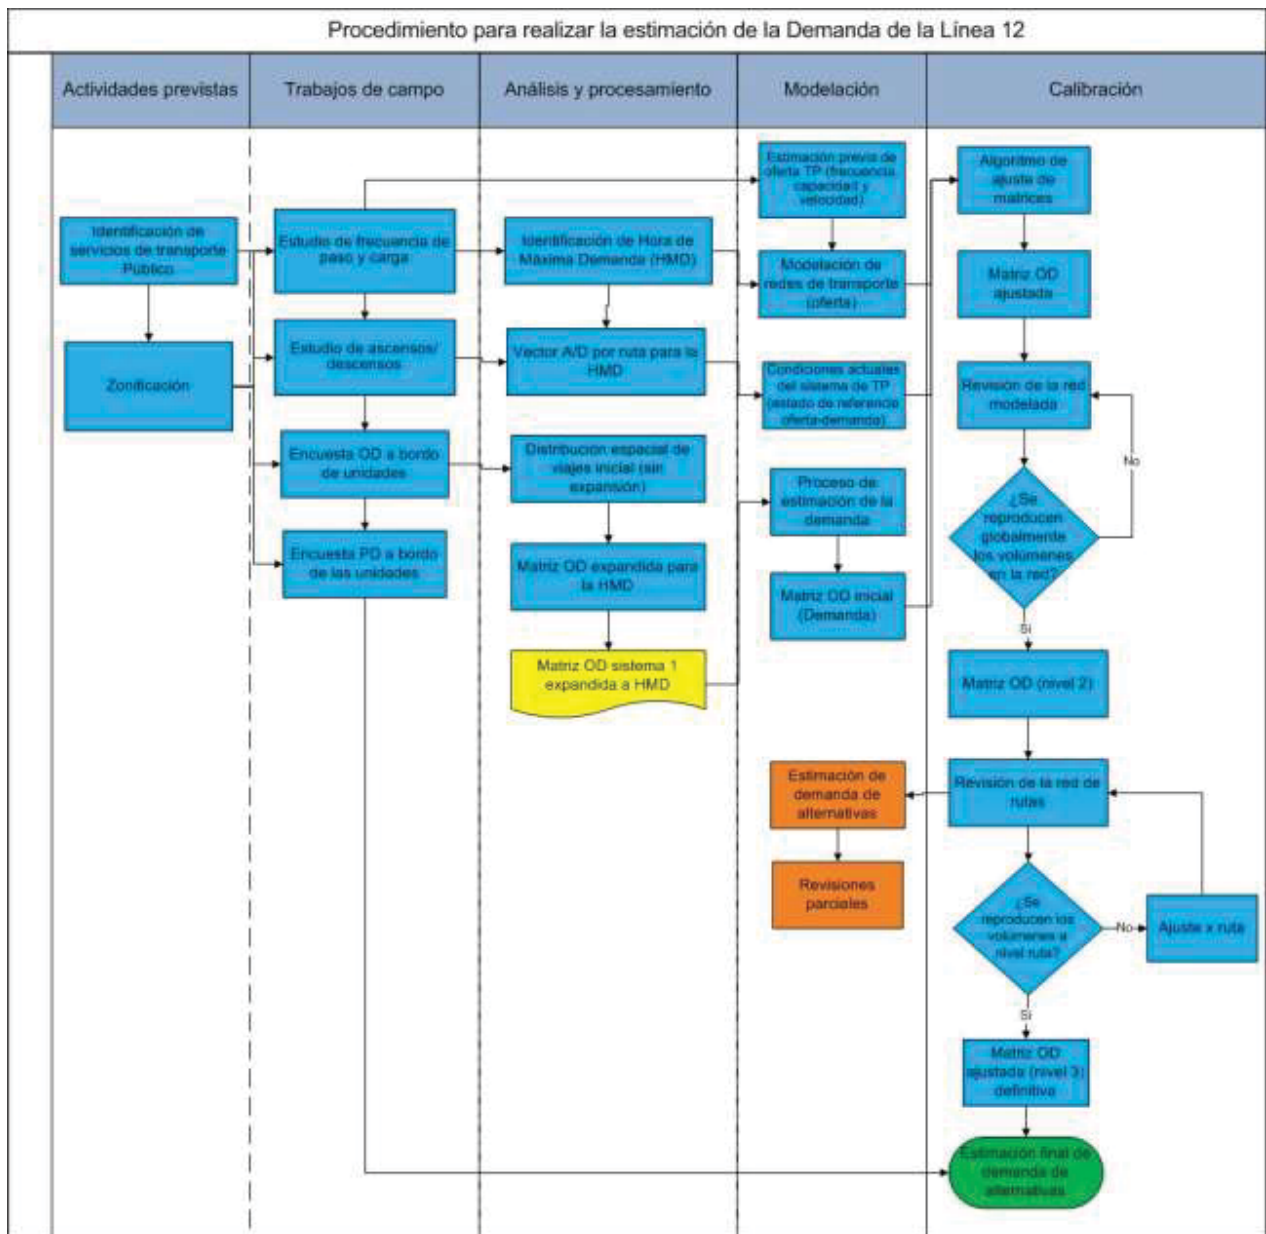 Procedimiento para realizar la estimación de la Demanda de la Línea 12
Actividades previstas
Trabajos de campo
Análisis y procesamiento
Modelación
Calibración
Identificación de
servicios de transporte
Público
Zonificación
Estudio de frecuencia de
paso y carga
Estudio de ascensos/
descensos
Encuesta OD a bordo
de unidades
Encuesta PD a bordo
de las unidades
Identificación de Hora de
Máxima Demanda (HMD)
Vector A/D por ruta para la
HMD
Distribución espacial de
viajes inicial (sin
expansión)
Matriz OD expandida para
la HMD
Matriz OD sistema 1
expandida a HMD
Estimación previa de
oferta TP (frecuencia
capacidad y
velocidad)
Modelación de
redes de transporte
(oferta)
Condiciones actuales
del sistema de TP
(estado de referencia
oferta-demanda)
Proceso de
estimación de la
demanda
Matriz OD inicial
(Demanda)
Estimación de
demanda de
alternativas
Revisiones
parciales
Algoritmo de
ajuste de
matrices
Matriz OD
ajustada
Revisión de la red
modelada
No
¿Se
reproducen
globalmente
los volúmenes
en la red?
Sí
Matriz OD (nivel 2)
Revisión de la red de
rutas
¿Se
reproducen los
volúmenes a
nivel ruta?
No
Ajuste x ruta
Sí
Matriz OD
ajustada (nivel 3)
definitiva
Estimación final de
demanda de
alternativas